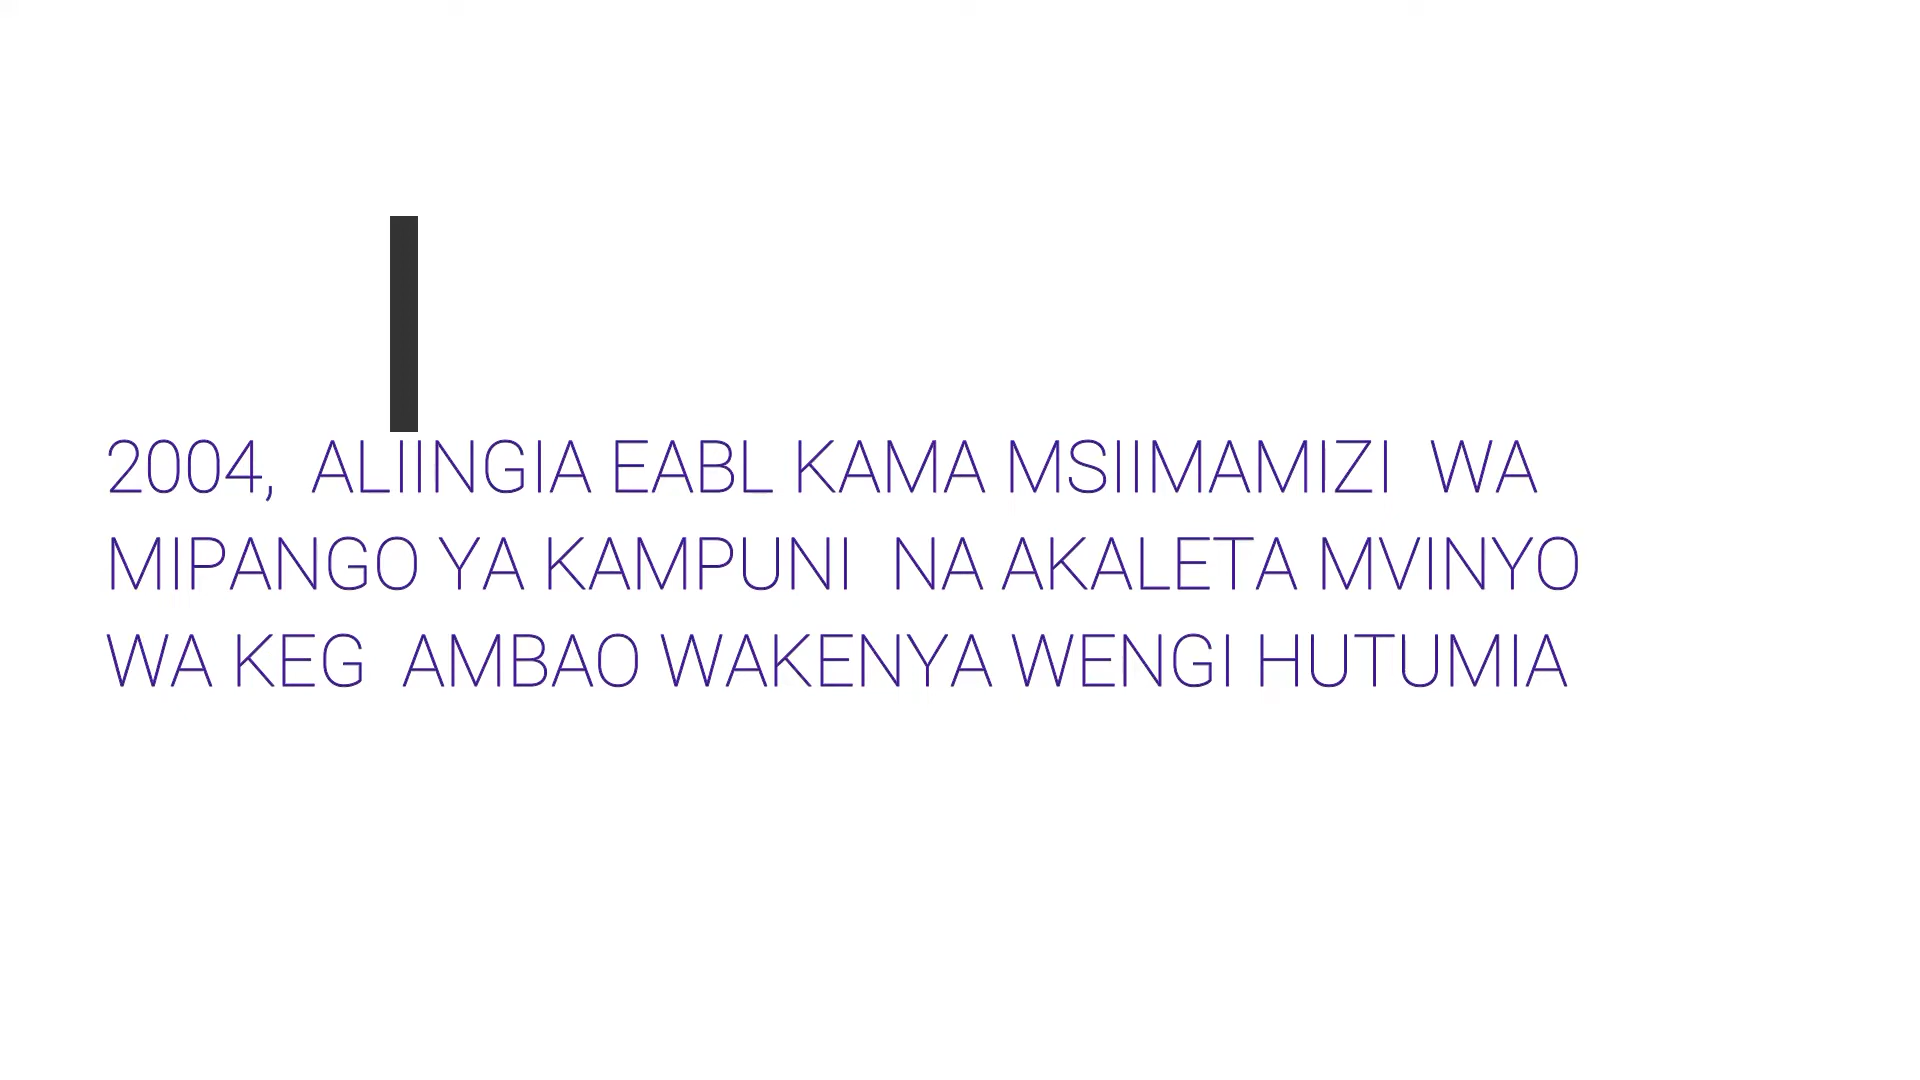 2004, ALIINGIA EABL KAMA MSIIMAMIZI WA
MIPANGO YA KAMPUNI NA AKALETA MVINYO
WA KEG AMBAO WAKENYA WENGI HUTUMIA